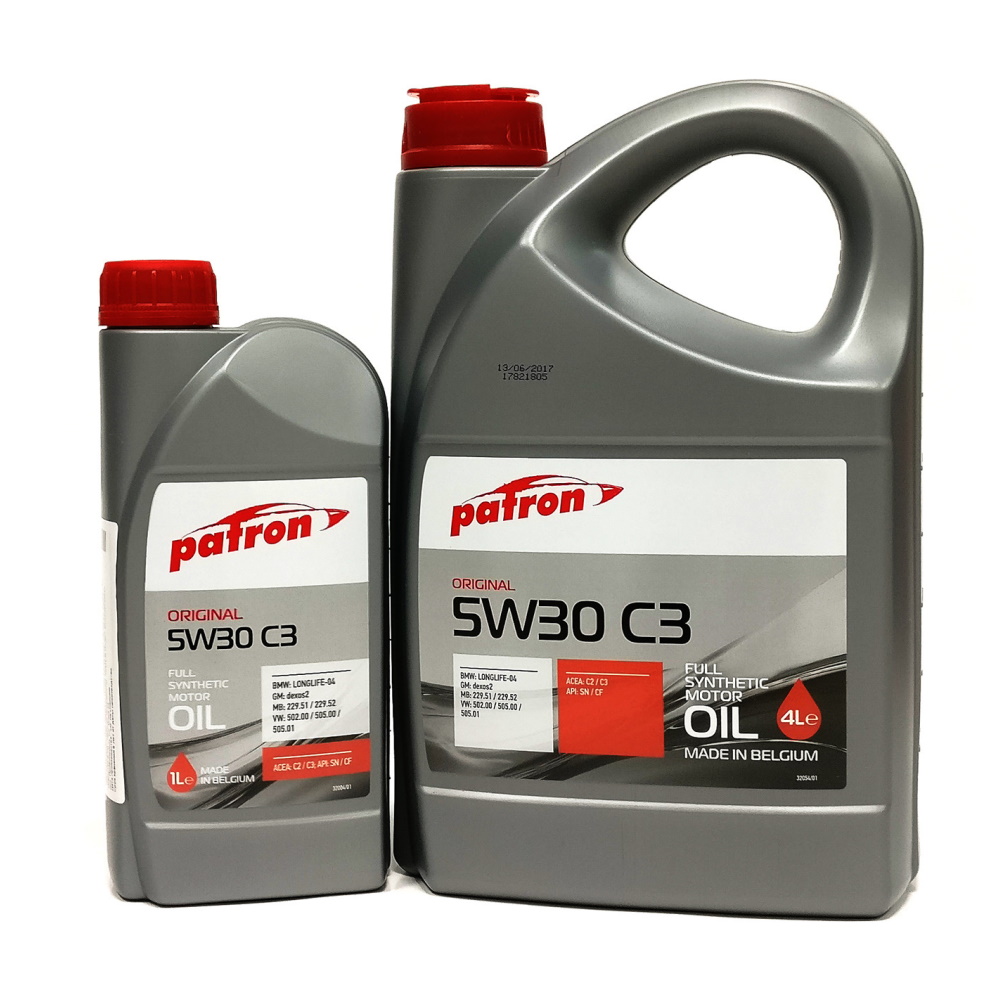 patron
ORIGINAL
5W30 C3
FULL
SYNTHETIC
MOTOR
OIL
BMW: LONGLIFE-04
GM: dexos2
MB: 229.51 / 229.52
VW: 502.00 / 505.00 /
505.01
ACEA: C2 / C3; API: SN / CF
1Le
MADE
IN BELGIUM
32004/01
13/06/2017
17821805
patron
ORIGINAL
5W30 C3
BMW: LONGLIFE-04
GM: dexos2
MB: 229.51 / 229.52
VW: 502.00 / 505.00 /
505.01
ACEA: C2 / C3
API: SN / CF
FULL
SYNTHETIC
MOTOR
OIL
4Le
MADE IN BELGIUM
32054/01